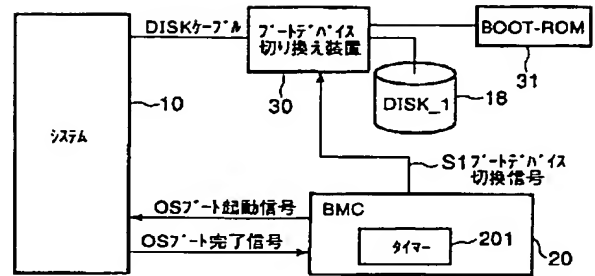 DISKケーブル
ブートデバイス
切り換え装置
BOOT-ROM
30
31
DISK_1
18
システム
10
S1 ブートデバイス
切換信号
OSブート起動信号
BMC
OSブート完了信号
タイマー
201
20